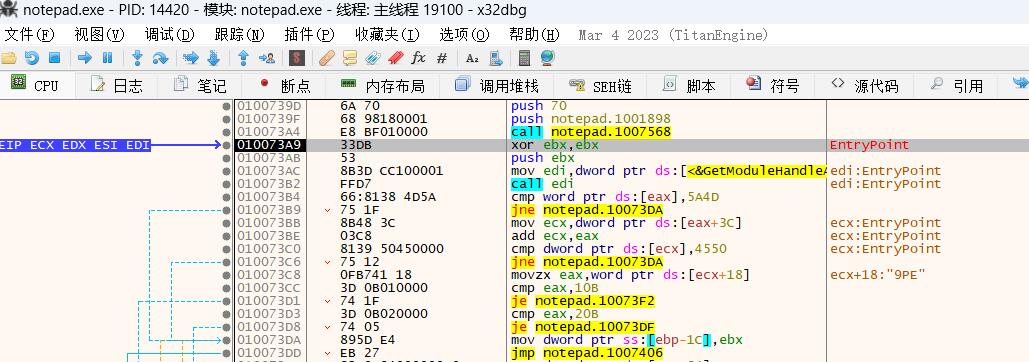 notepad.exe - PID: 14420 - 模块: notepad.exe - 线程: 主线程 19100 - x32dbg
文件(F) 视图(V) 调试(D) 跟踪(N) 插件(P) 收藏夹(I) 选项(O) 帮助(H) Mar 4 2023 (TitanEngine)
CPU 日志 笔记 断点 内存布局 调用堆栈 SEH链 脚本 符号 源代码 引用
0100739D 6A 70 push 70
0100739F 68 98180001 push notepad.1001898
010073A4 E8 BF010000 call notepad.1007568
EIP ECX EDX ESI EDI 010073A9 33DB xor ebx,ebx EntryPoint
010073AB 53 push ebx
010073AC 8B3D CC100001 mov edi,dword ptr ds:[<&GetModuleHandleA edi:EntryPoint
010073B2 FFD7 call edi edi:EntryPoint
010073B4 66:8138 4D5A cmp word ptr ds:[eax],5A4D
010073B9 75 1F jne notepad.10073DA
010073BB 8B48 3C mov ecx,dword ptr ds:[eax+3C] ecx:EntryPoint
010073BE 03C8 add ecx,eax ecx:EntryPoint
010073C0 8139 50450000 cmp dword ptr ds:[ecx],4550 ecx:EntryPoint
010073C6 75 12 jne notepad.10073DA
010073C8 0FB741 18 movzx eax,word ptr ds:[ecx+18] ecx+18:"9PE"
010073CC 3D 0B010000 cmp eax,10B
010073D1 74 1F je notepad.10073F2
010073D3 3D 0B020000 cmp eax,20B
010073D8 74 05 je notepad.10073DF
010073DA 895D E4 mov dword ptr ss:[ebp-1C],ebx
010073DD EB 27 jmp notepad.1007406